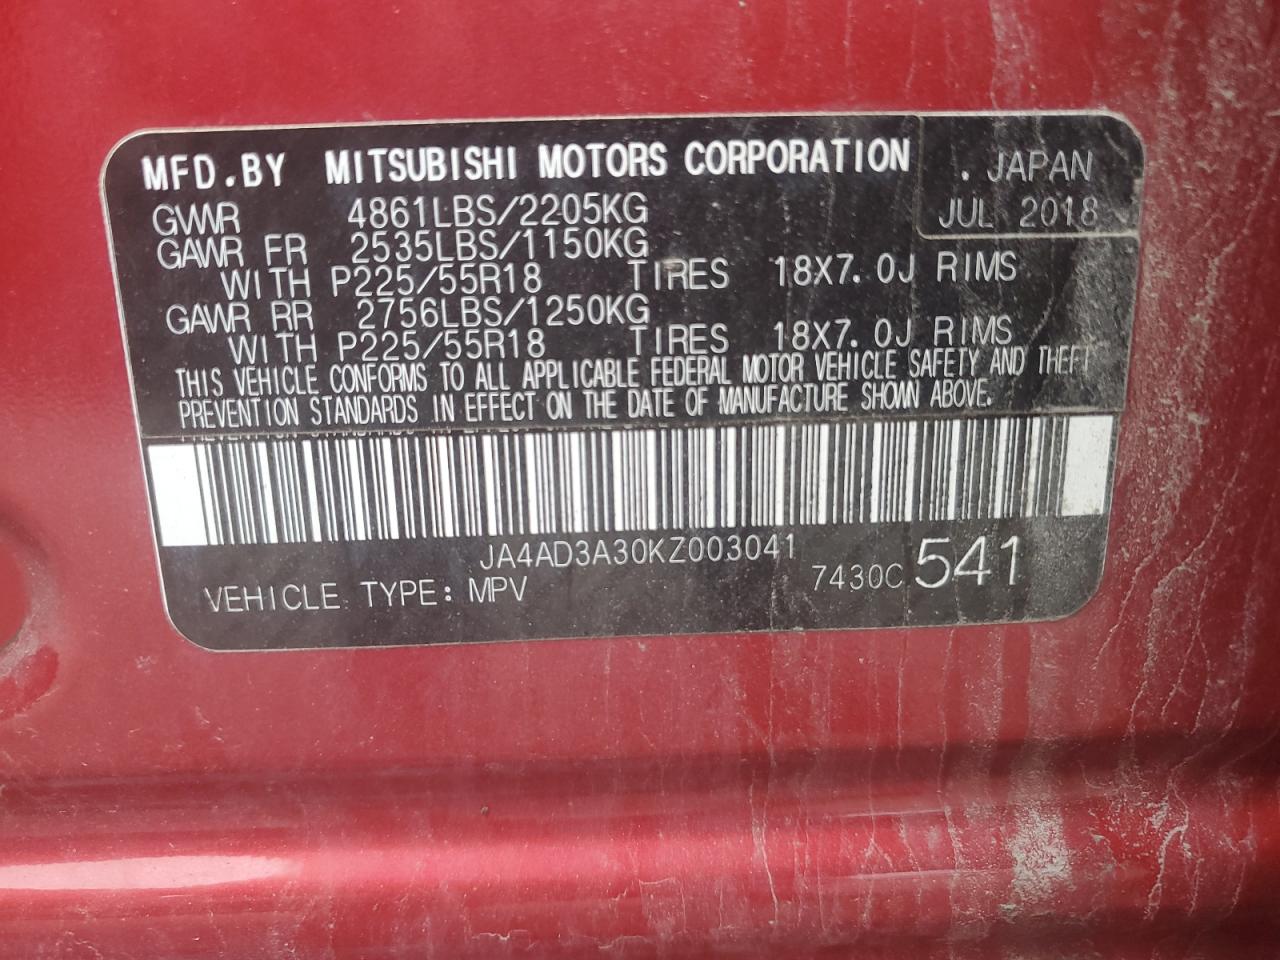 MFD.BY MITSUBISHI MOTORS CORPORATION . JAPAN
GVWR 4861LBS/2205KG JUL 2018
GAWR FR 2535LBS/1150KG
WITH P225/55R18 TIRES 18X7.0J RIMS
GAWR RR 2756LBS/1250KG
WITH P225/55R18 TIRES 18X7.0J RIMS
THIS VEHICLE CONFORMS TO ALL APPLICABLE FEDERAL MOTOR VEHICLE SAFETY AND THEFT
PREVENTION STANDARDS IN EFFECT ON THE DATE OF MANUFACTURE SHOWN ABOVE.
JA4AD3A30KZ003041
VEHICLE TYPE: MPV 7430C 541